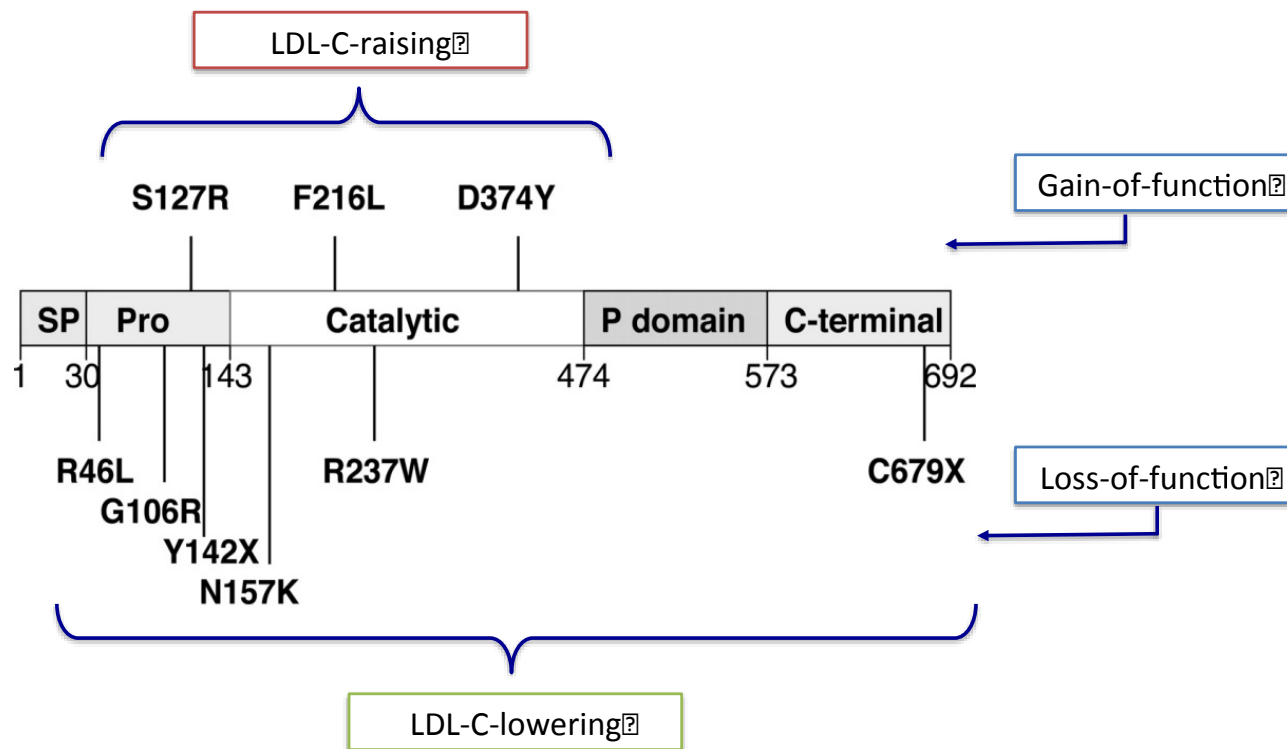 LDL-C-raising⍰
S127R F216L D374Y
Gain-of-function⍰
SP Pro Catalytic P domain C-terminal
1 30 143 474 573 692
R46L R237W C679X
Loss-of-function⍰
G106R
Y142X
N157K
LDL-C-lowering⍰